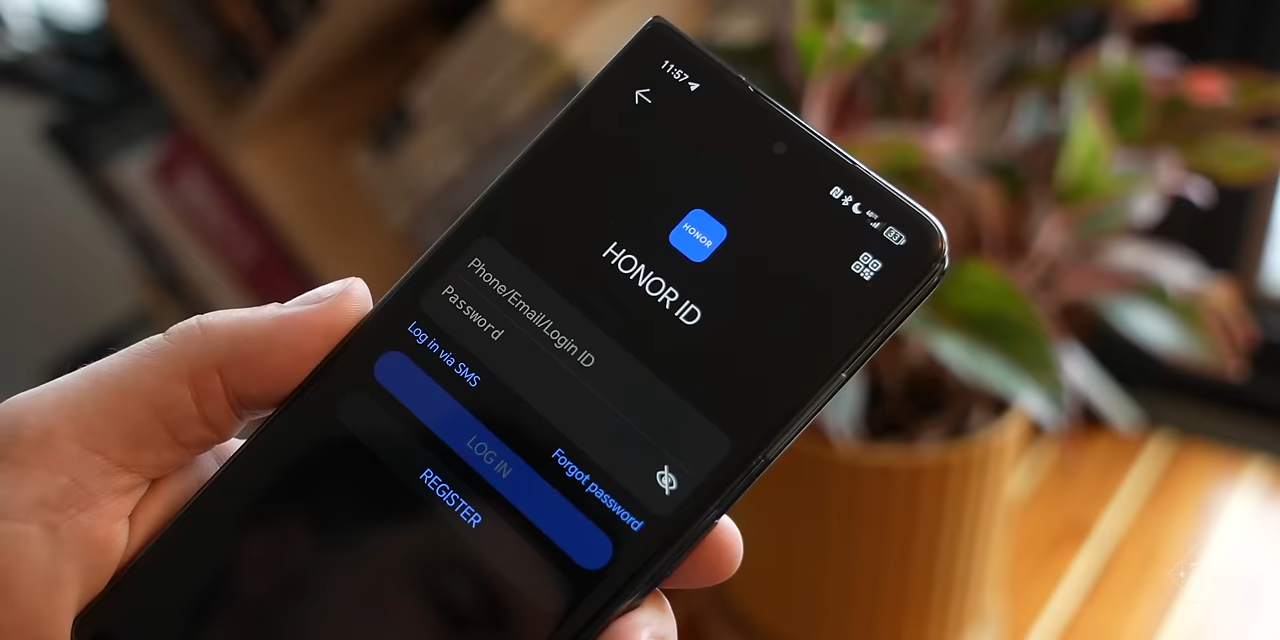 11:57
33
HONOR
HONOR ID
Phone/Email/Login ID
Password
Log in via SMS
Forgot password
LOG IN
REGISTER